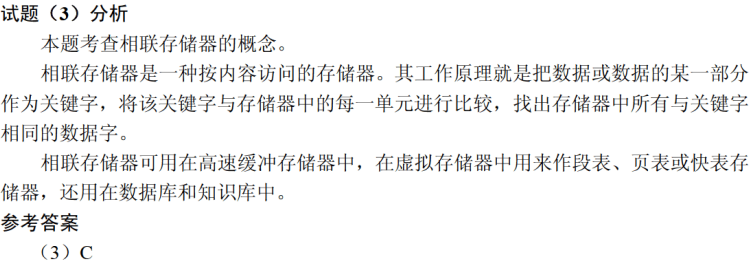 试题（3）分析
本题考查相联存储器的概念。
相联存储器是一种按内容访问的存储器。其工作原理就是把数据或数据的某一部分
作为关键字，将该关键字与存储器中的每一单元进行比较，找出存储器中所有与关键字
相同的数据字。
相联存储器可用在高速缓冲存储器中，在虚拟存储器中用来作段表、页表或快表存
储器，还用在数据库和知识库中。
参考答案
（3）C